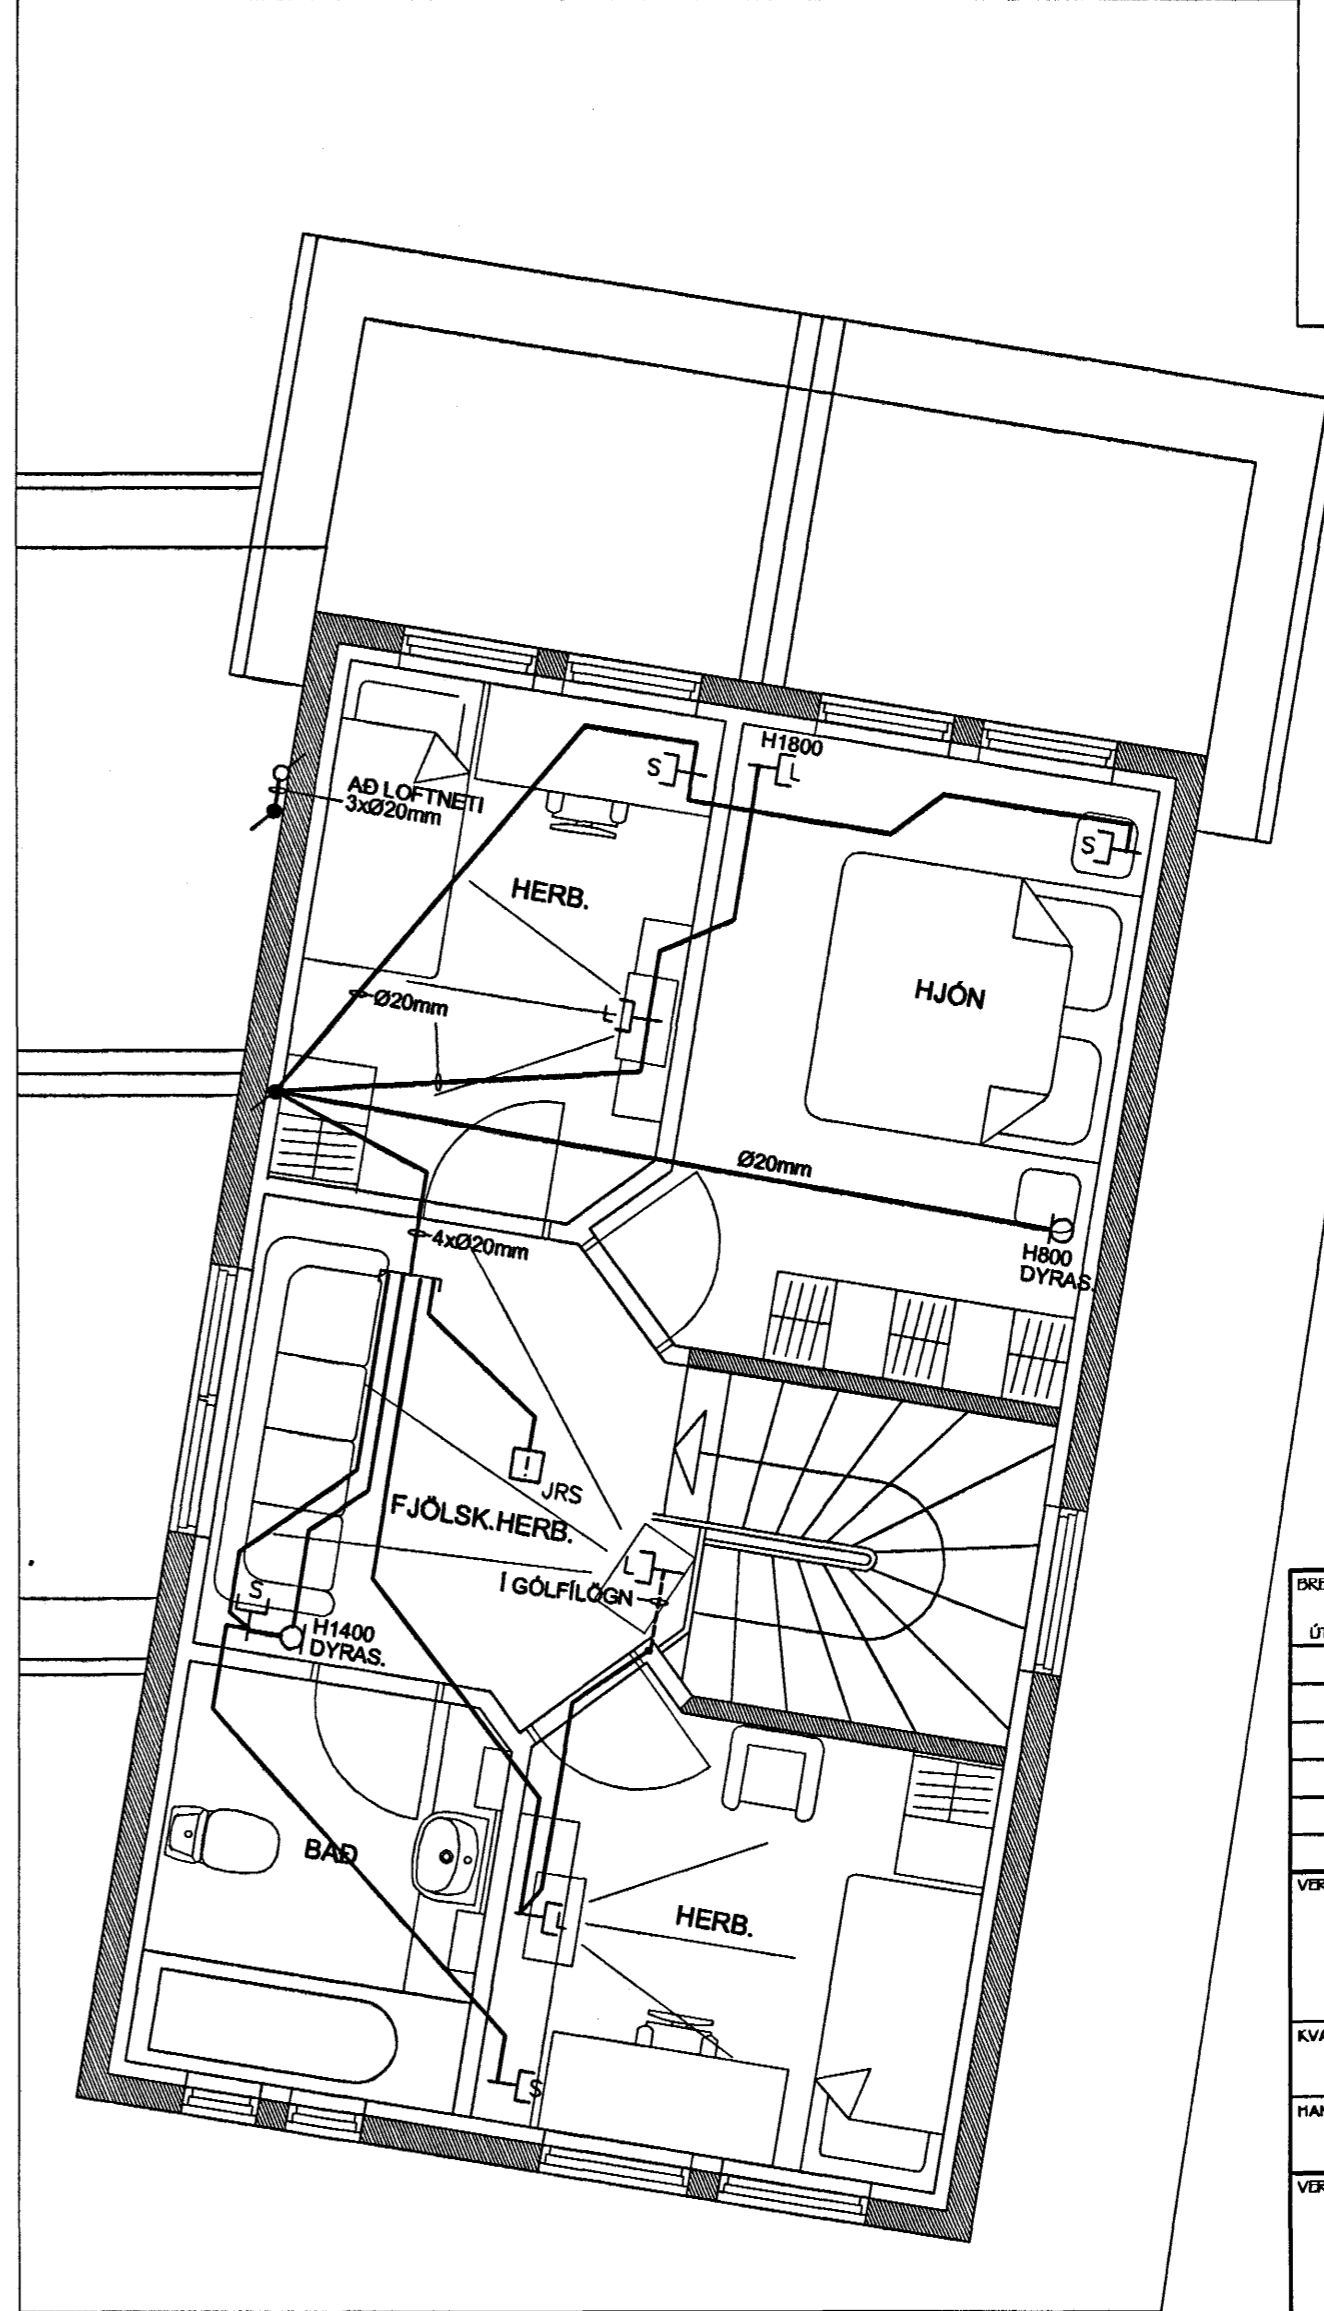 H1800
S
L
AÐ LOFTNETI
3xØ20mm
S
HERB.
HJÓN
Ø20mm
L
Ø20mm
4xØ20mm
H800
DYRAS.
JRS
FJÖLSK.HERB.
L
Í GÓLFÍLÖGN
S
H1400
DYRAS.
BAÐ
L
HERB.
S